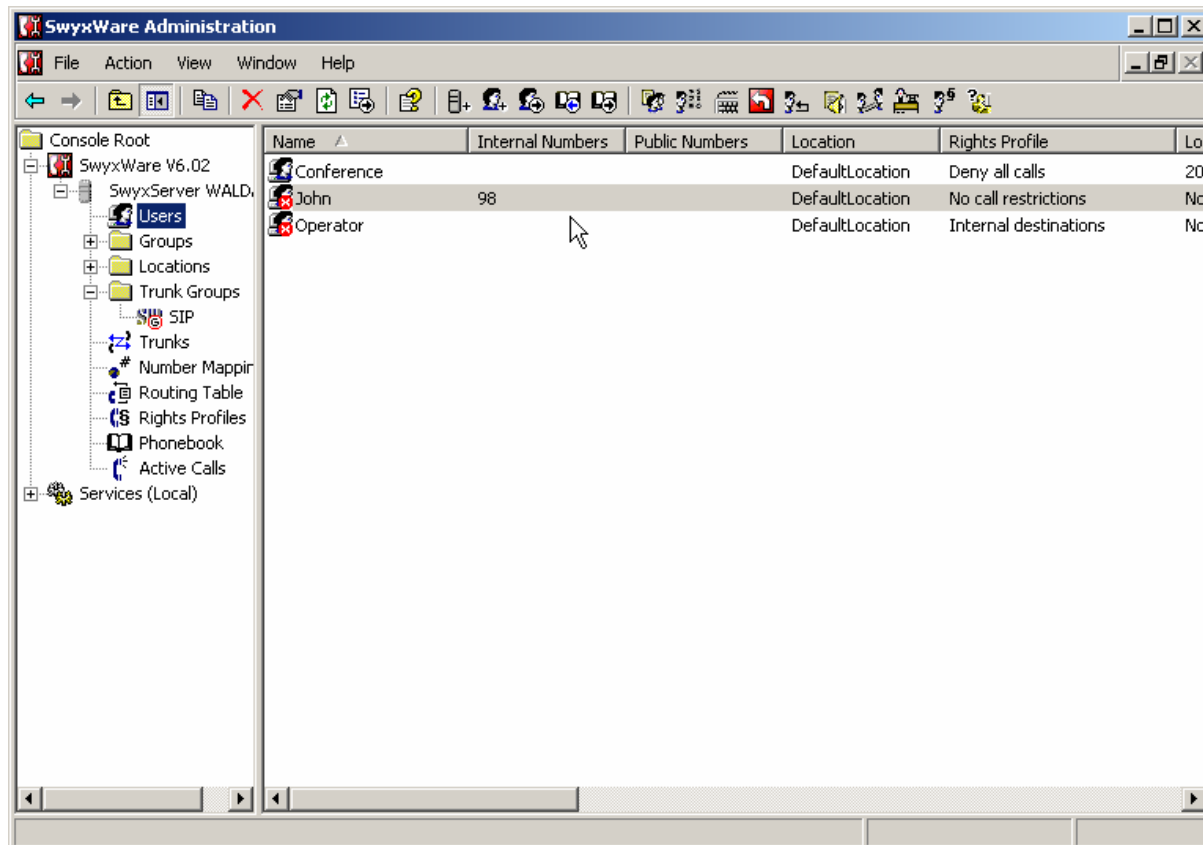 SwyxWare Administration
File Action View Window Help
Console Root
SwyxWare V6.02
SwyxServer WALD
Users
Groups
Locations
Trunk Groups
SIP
Trunks
Number Mappin
Routing Table
Rights Profiles
Phonebook
Active Calls
Services (Local)
Name Internal Numbers Public Numbers Location Rights Profile Lo
Conference DefaultLocation Deny all calls 20
John 98 DefaultLocation No call restrictions No
Operator DefaultLocation Internal destinations No